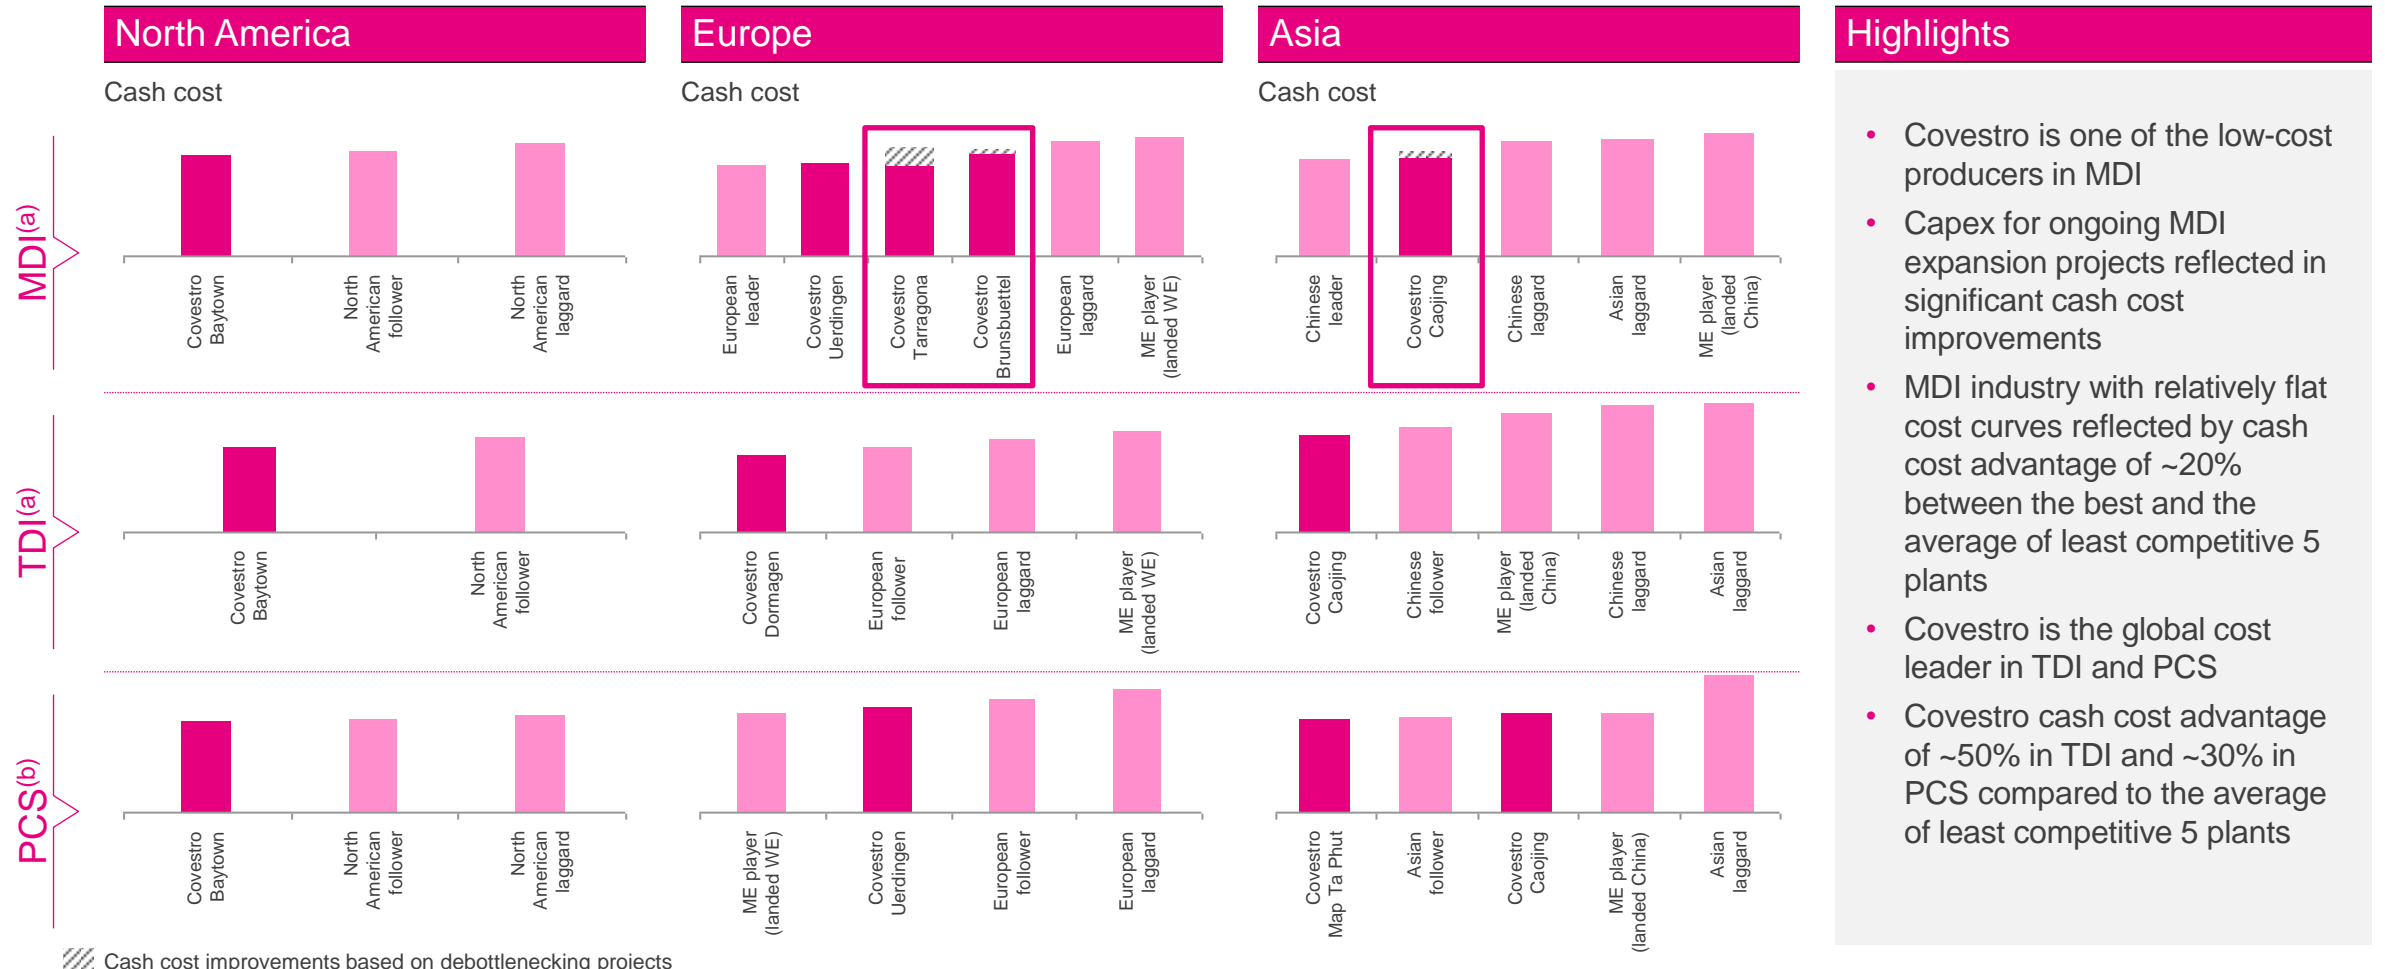 North America
Europe
Asia
Highlights
Cash cost
Cash cost
Cash cost
MDI(a)
Covestro
Baytown
North
American
follower
North
American
laggard
European
leader
Covestro
Uerdingen
Covestro
Tarragona
Covestro
Brunsbuettel
European
laggard
ME player
(landed WE)
Chinese
leader
Covestro
Caojing
Chinese
laggard
Asian
laggard
ME player
(landed
China)
TDI(a)
Covestro
Baytown
North
American
follower
Covestro
Dormagen
European
follower
European
laggard
ME player
(landed WE)
Covestro
Caojing
Chinese
follower
ME player
(landed
China)
Chinese
laggard
Asian
laggard
PCS(b)
Covestro
Baytown
North
American
follower
North
American
laggard
ME player
(landed WE)
Covestro
Uerdingen
European
follower
European
laggard
Covestro
Map Ta Phut
Asian
follower
Covestro
Caojing
ME player
(landed China)
Asian
laggard
• Covestro is one of the low-cost
producers in MDI
• Capex for ongoing MDI
expansion projects reflected in
significant cash cost
improvements
• MDI industry with relatively flat
cost curves reflected by cash
cost advantage of ~20%
between the best and the
average of least competitive 5
plants
• Covestro is the global cost
leader in TDI and PCS
• Covestro cash cost advantage
of ~50% in TDI and ~30% in
PCS compared to the average
of least competitive 5 plants
Cash cost improvements based on debottlenecking projects